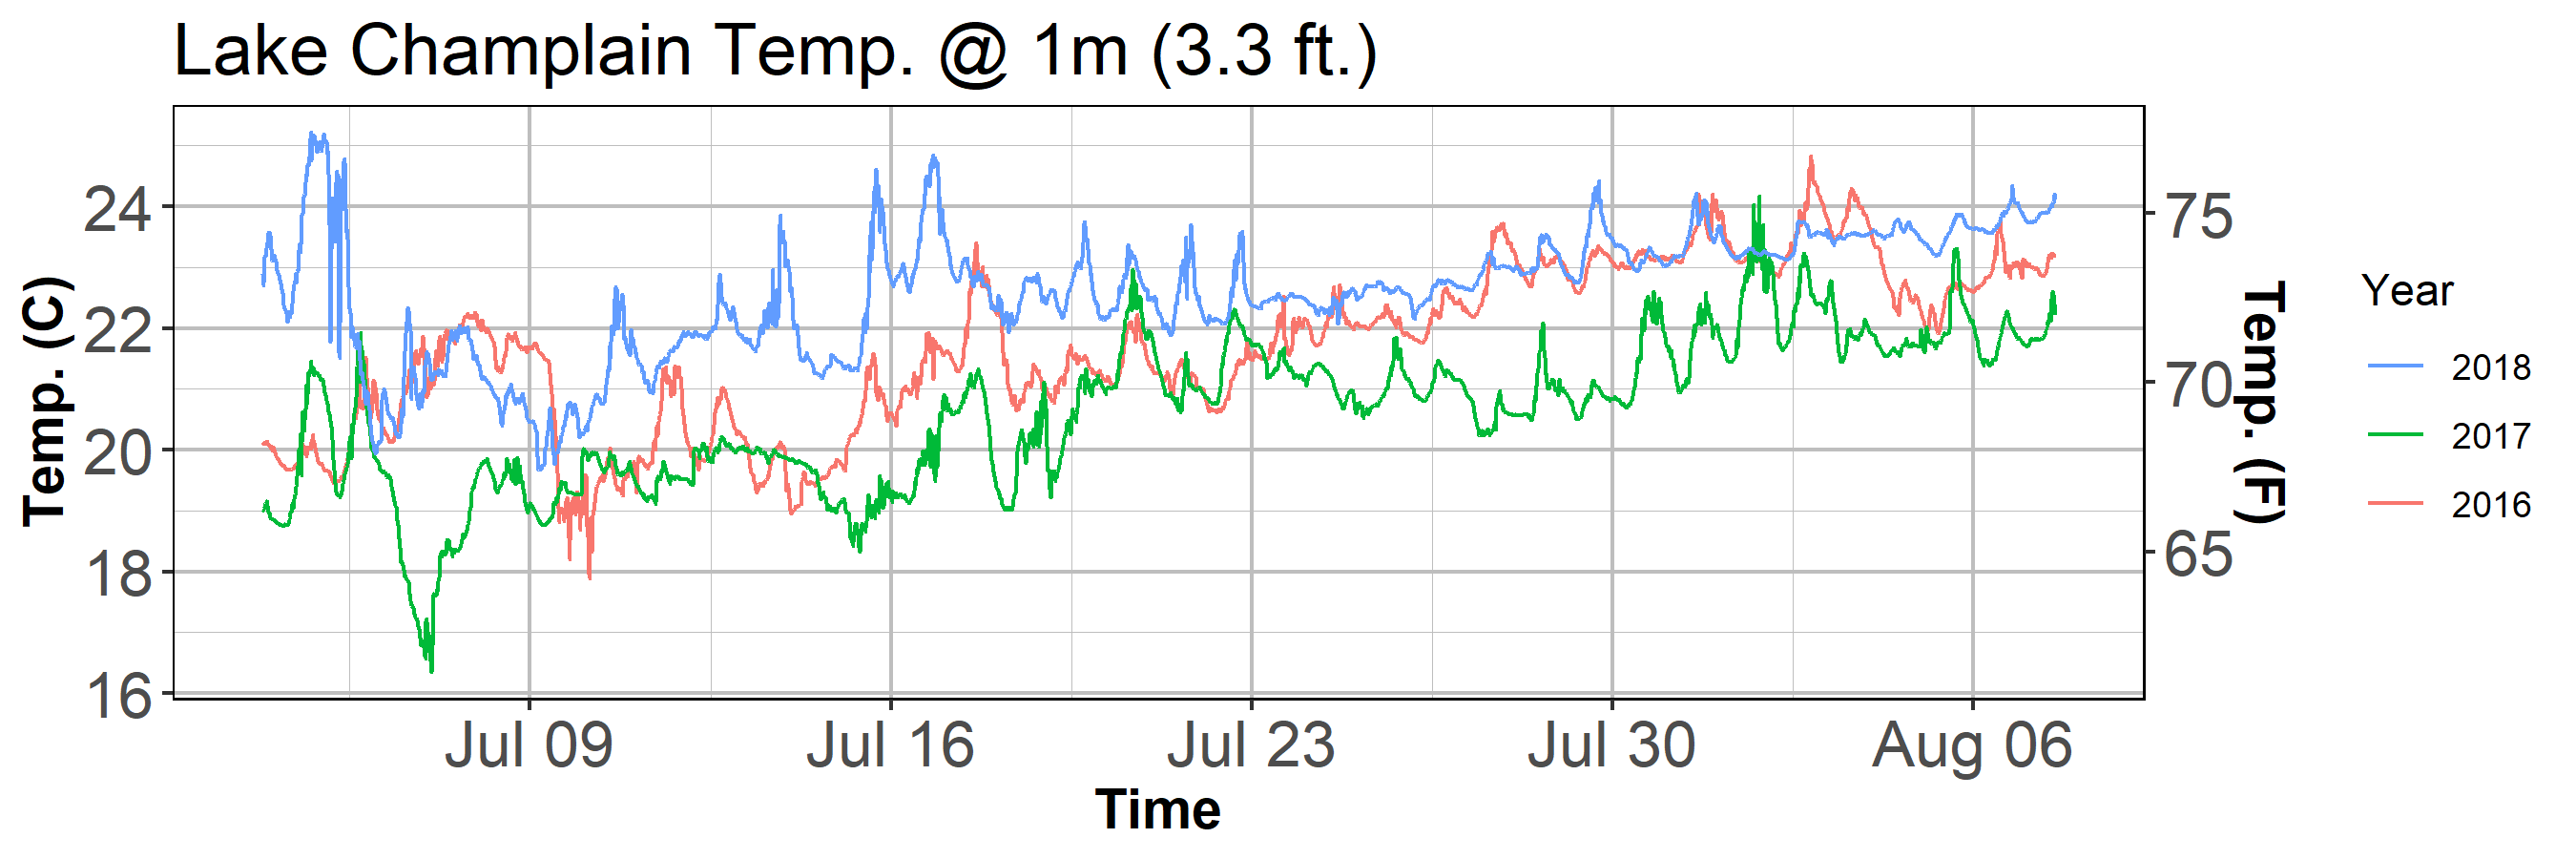 Lake Champlain Temp. @ 1m (3.3 ft.)
Temp. (C)
24
22
20
18
16
75
70
65
Temp. (F)
Jul 09
Jul 16
Jul 23
Jul 30
Aug 06
Time
Year
2018
2017
2016